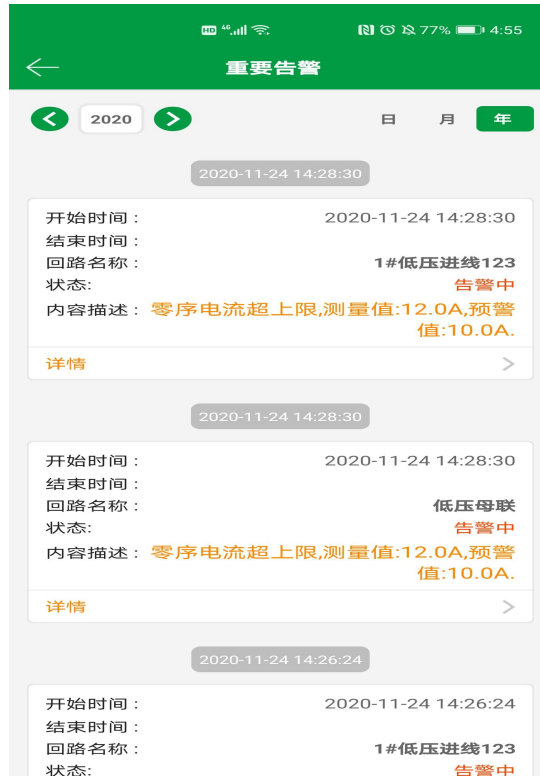 HD 4G 77% 4:55
重要告警
2020 日 月 年
2020-11-24 14:28:30
开始时间： 2020-11-24 14:28:30
结束时间：
回路名称： 1#低压进线123
状态: 告警中
内容描述：零序电流超上限,测量值:12.0A,预警
值:10.0A.
详情
2020-11-24 14:28:30
开始时间： 2020-11-24 14:28:30
结束时间：
回路名称： 低压母联
状态: 告警中
内容描述：零序电流超上限,测量值:12.0A,预警
值:10.0A.
详情
2020-11-24 14:26:24
开始时间： 2020-11-24 14:26:24
结束时间：
回路名称： 1#低压进线123
状态: 告警中